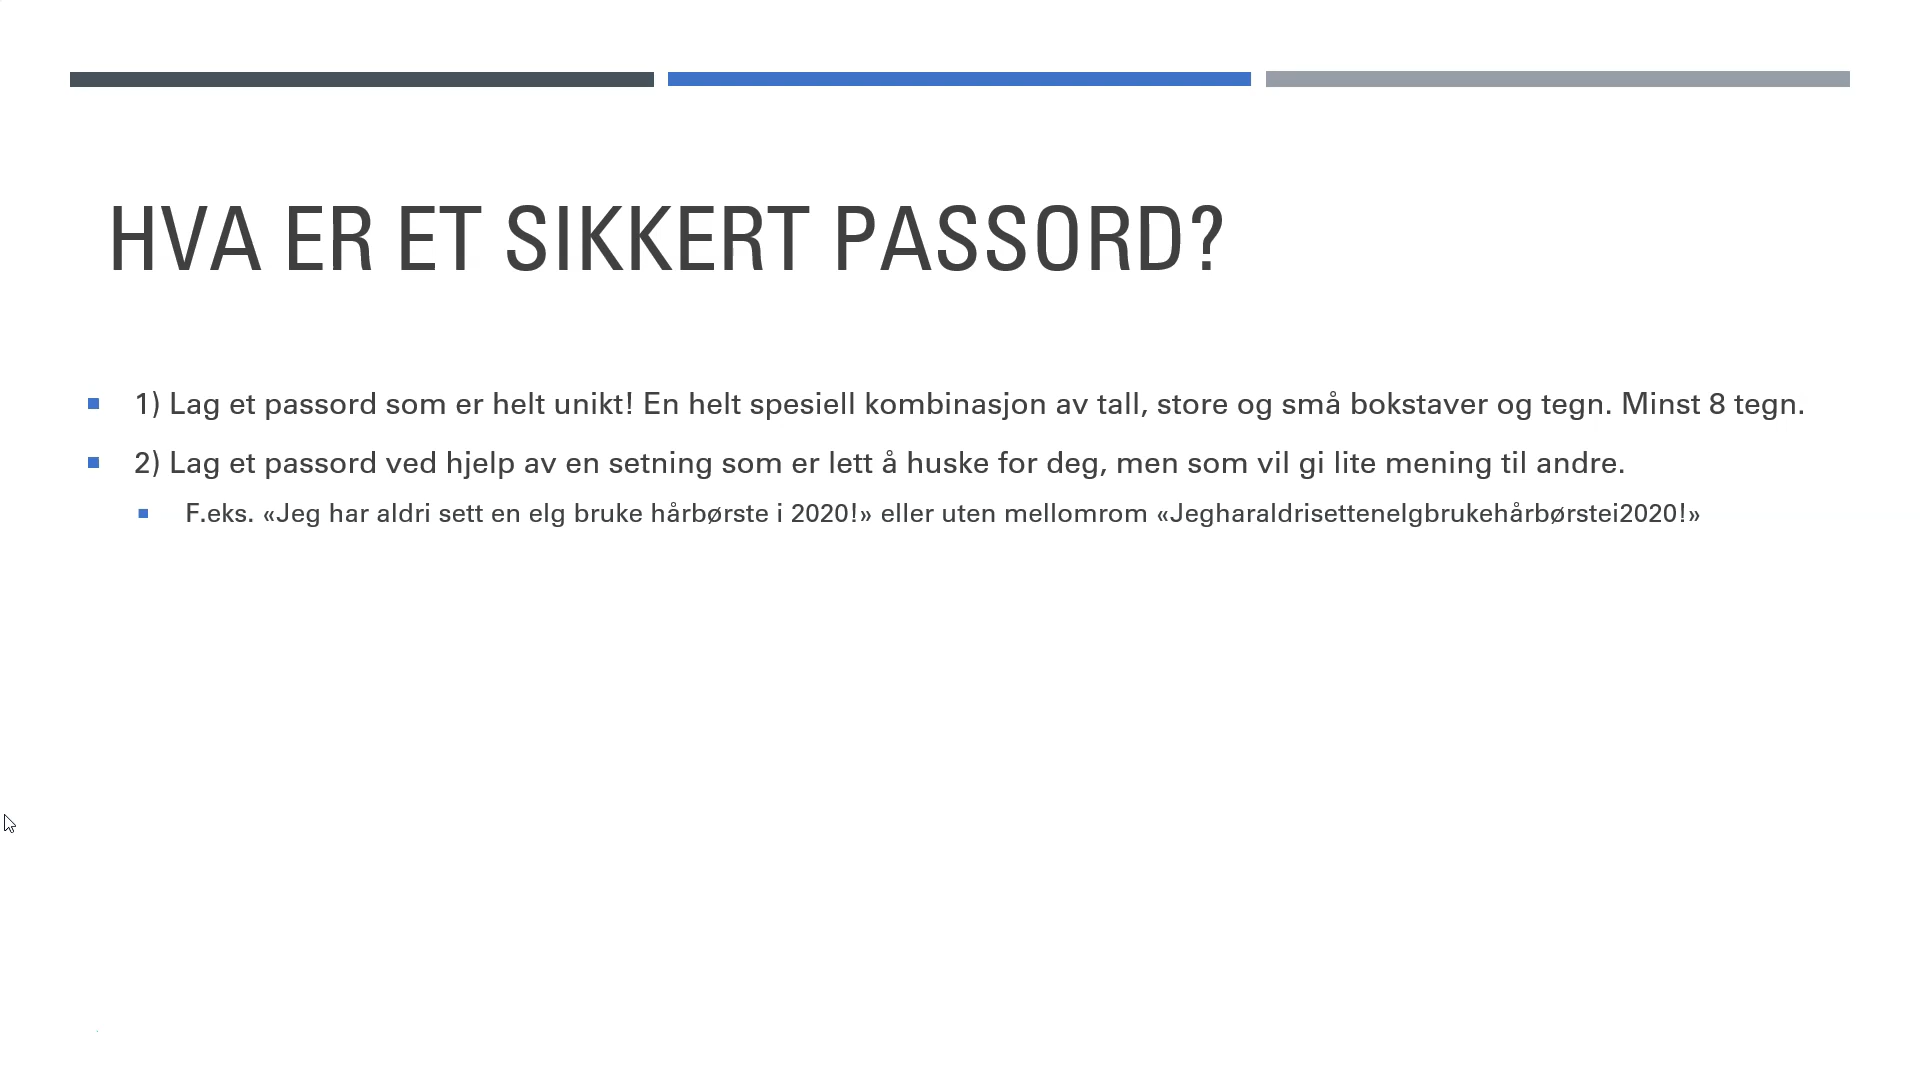 HVA ER ET SIKKERT PASSORD?
1) Lag et passord som er helt unikt! En helt spesiell kombinasjon av tall, store og små bokstaver og tegn. Minst 8 tegn.
2) Lag et passord ved hjelp av en setning som er lett å huske for deg, men som vil gi lite mening til andre.
F.eks. «Jeg har aldri sett en elg bruke hårbørste i 2020!» eller uten mellomrom «Jegharaldrisettenelgbrukehårbørstei2020!»